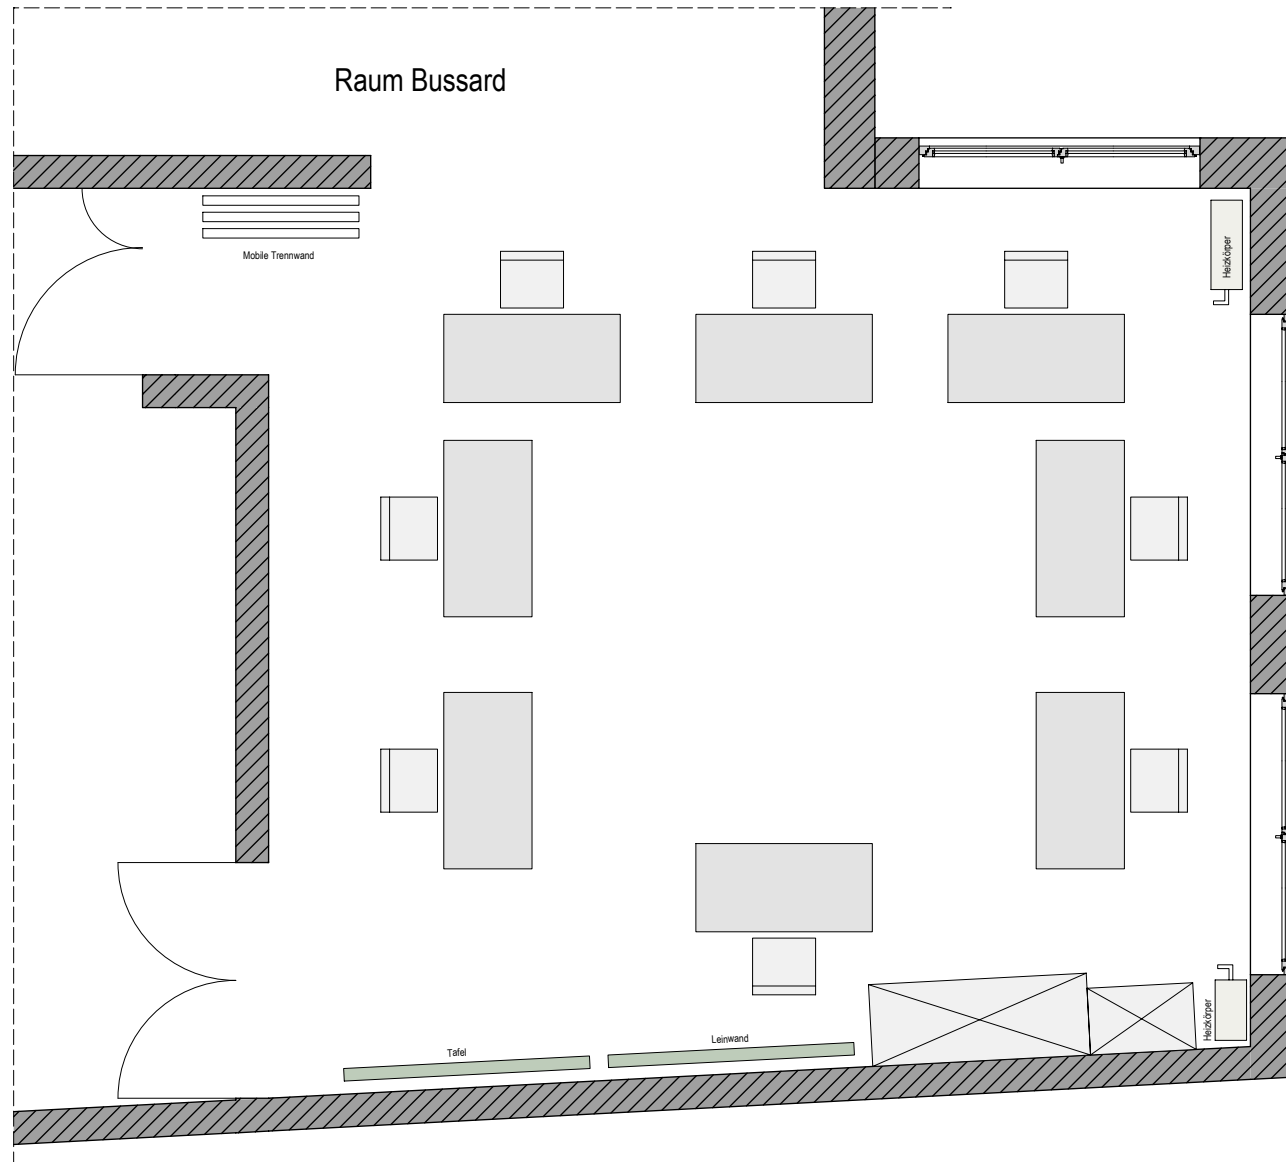 Raum Bussard
Mobile Trennwand
Heizkörper
Tafel
Leinwand
Heizkörper